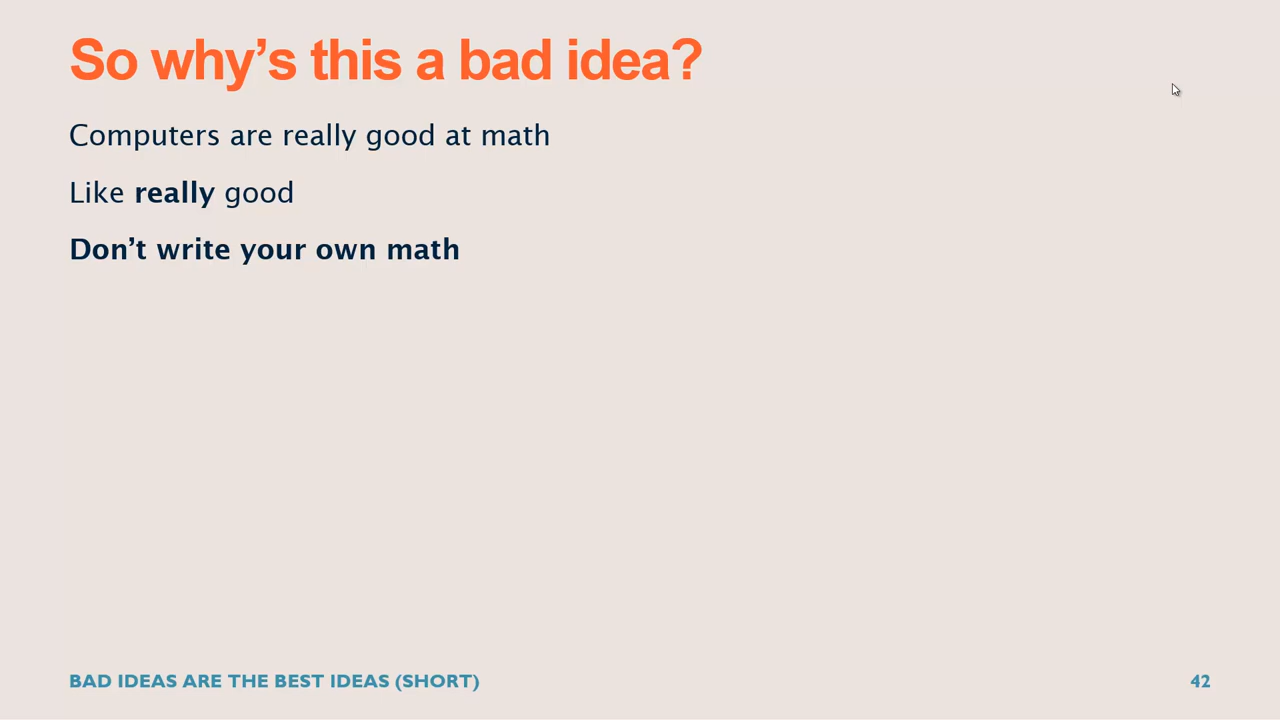 So why’s this a bad idea?
Computers are really good at math
Like really good
Don’t write your own math
BAD IDEAS ARE THE BEST IDEAS (SHORT)
42